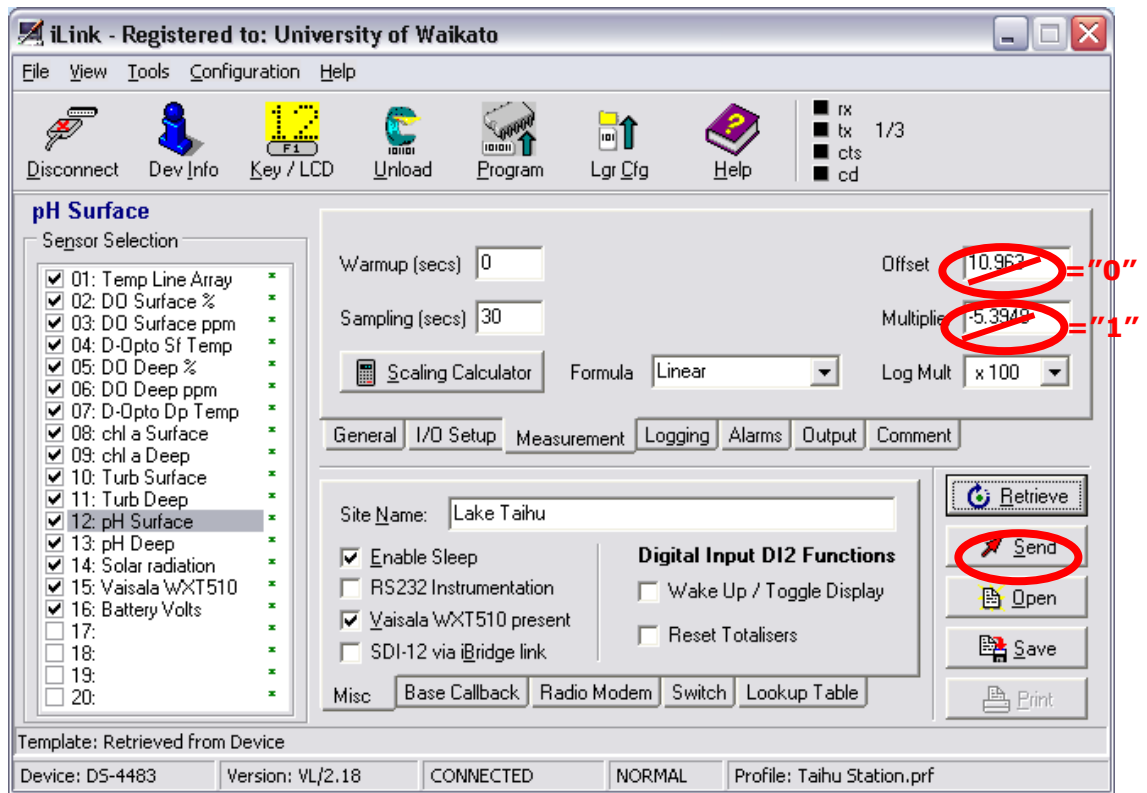 iLink - Registered to: University of Waikato
File View Tools Configuration Help
12
F1
Disconnect Dev Info Key / LCD Unload Program Lgr Cfg Help
rx
tx 1/3
cts
cd
pH Surface
Sensor Selection
01: Temp Line Array *
02: DO Surface % *
03: DO Surface ppm *
04: D-Opto Sf Temp *
05: DO Deep % *
06: DO Deep ppm *
07: D-Opto Dp Temp *
08: chl a Surface *
09: chl a Deep *
10: Turb Surface *
11: Turb Deep *
12: pH Surface *
13: pH Deep *
14: Solar radiation *
15: Vaisala WXT510 *
16: Battery Volts *
17: *
18: *
19: *
20: *
Warmup (secs) 0 Offset 10.963 ="0"
Sampling (secs) 30 Multiplie -5.3949 ="1"
Scaling Calculator Formula Linear Log Mult x 100
General I/O Setup Measurement Logging Alarms Output Comment
Site Name: Lake Taihu
Enable Sleep
RS232 Instrumentation
Vaisala WXT510 present
SDI-12 via iBridge link
Digital Input DI2 Functions
Wake Up / Toggle Display
Reset Totalisers
Misc Base Callback Radio Modem Switch Lookup Table
Retrieve
Send
Open
Save
Print
Template: Retrieved from Device
Device: DS-4483 Version: VL/2.18 CONNECTED NORMAL Profile: Taihu Station.prf